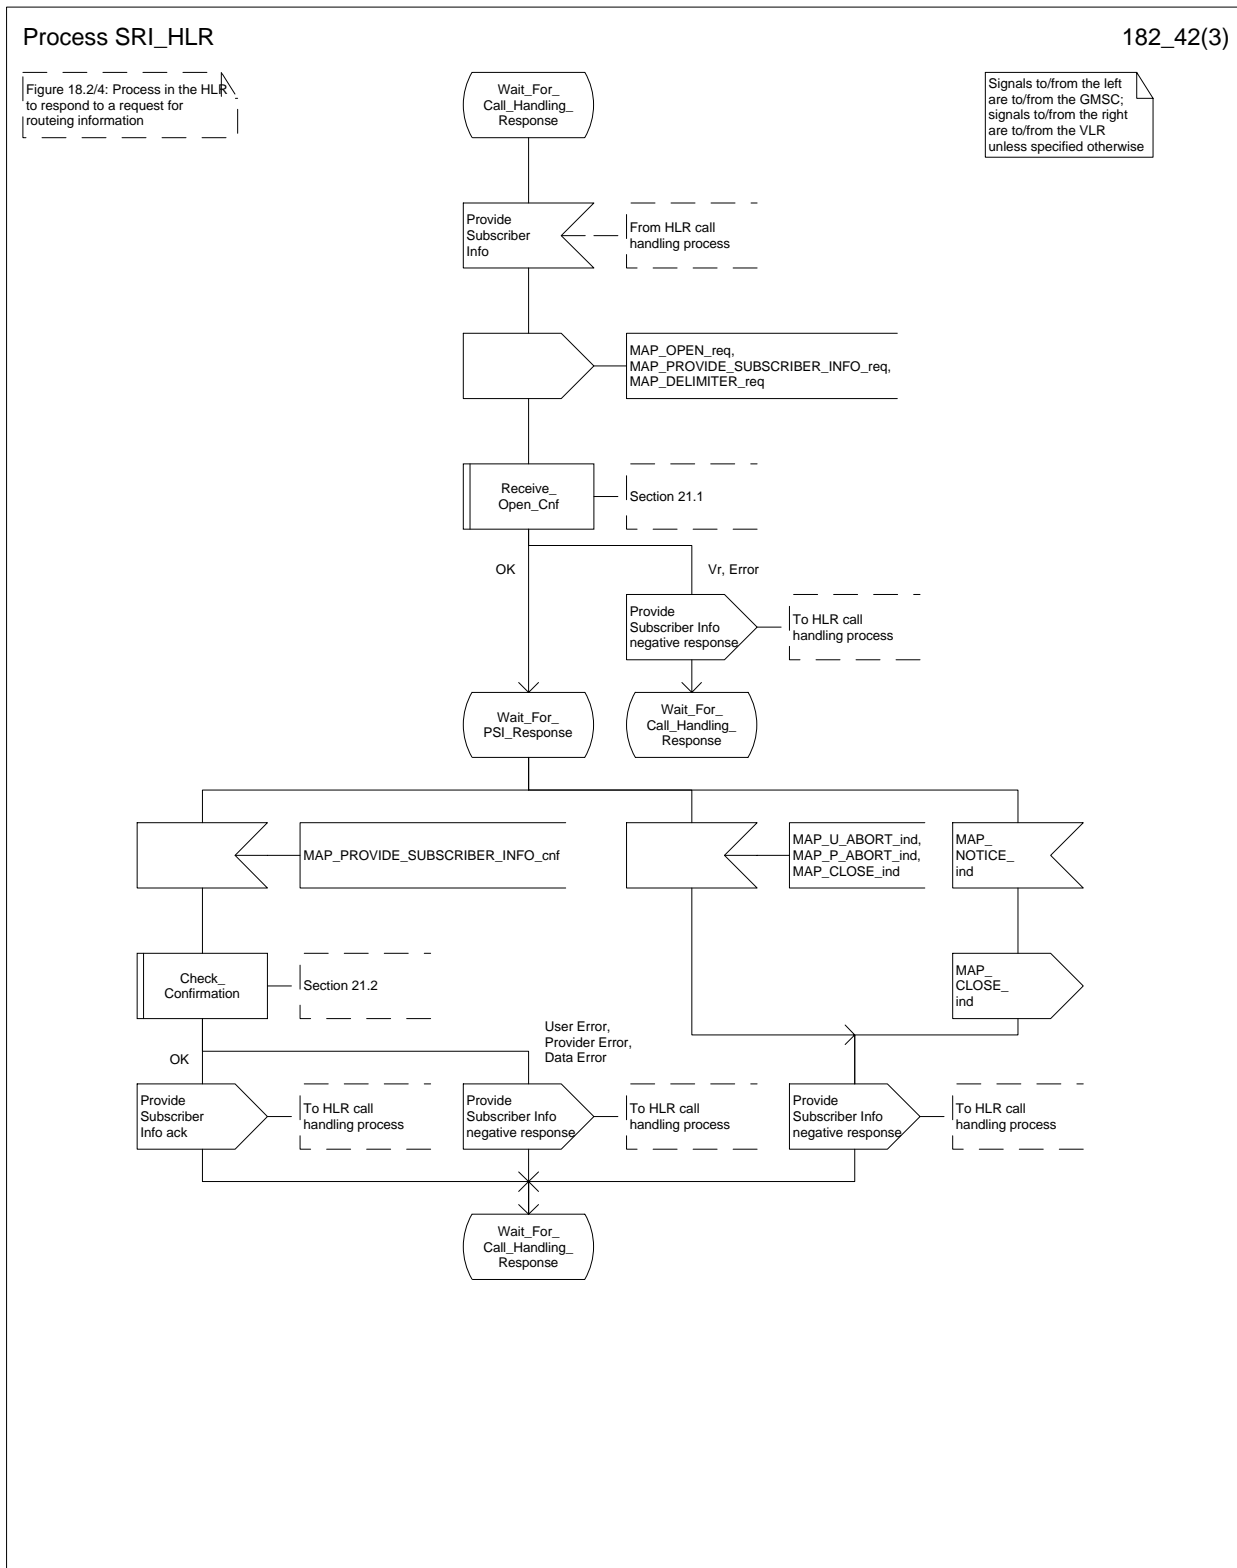 Process SRI_HLR
182_42(3)
Figure 18.2/4: Process in the HLR
to respond to a request for
routeing information
Wait_For_
Call_Handling_
Response
Signals to/from the left
are to/from the GMSC;
signals to/from the right
are to/from the VLR
unless specified otherwise
Provide
Subscriber
Info
From HLR call
handling process
MAP_OPEN_req,
MAP_PROVIDE_SUBSCRIBER_INFO_req,
MAP_DELIMITER_req
Receive_
Open_Cnf
Section 21.1
OK
Vr, Error
Provide
Subscriber Info
negative response
To HLR call
handling process
Wait_For_
PSI_Response
Wait_For_
Call_Handling_
Response
MAP_PROVIDE_SUBSCRIBER_INFO_cnf
MAP_U_ABORT_ind,
MAP_P_ABORT_ind,
MAP_CLOSE_ind
MAP_
NOTICE_
ind
Check_
Confirmation
Section 21.2
MAP_
CLOSE_
ind
User Error,
Provider Error,
Data Error
OK
Provide
Subscriber
Info ack
To HLR call
handling process
Provide
Subscriber Info
negative response
To HLR call
handling process
Provide
Subscriber Info
negative response
To HLR call
handling process
Wait_For_
Call_Handling_
Response